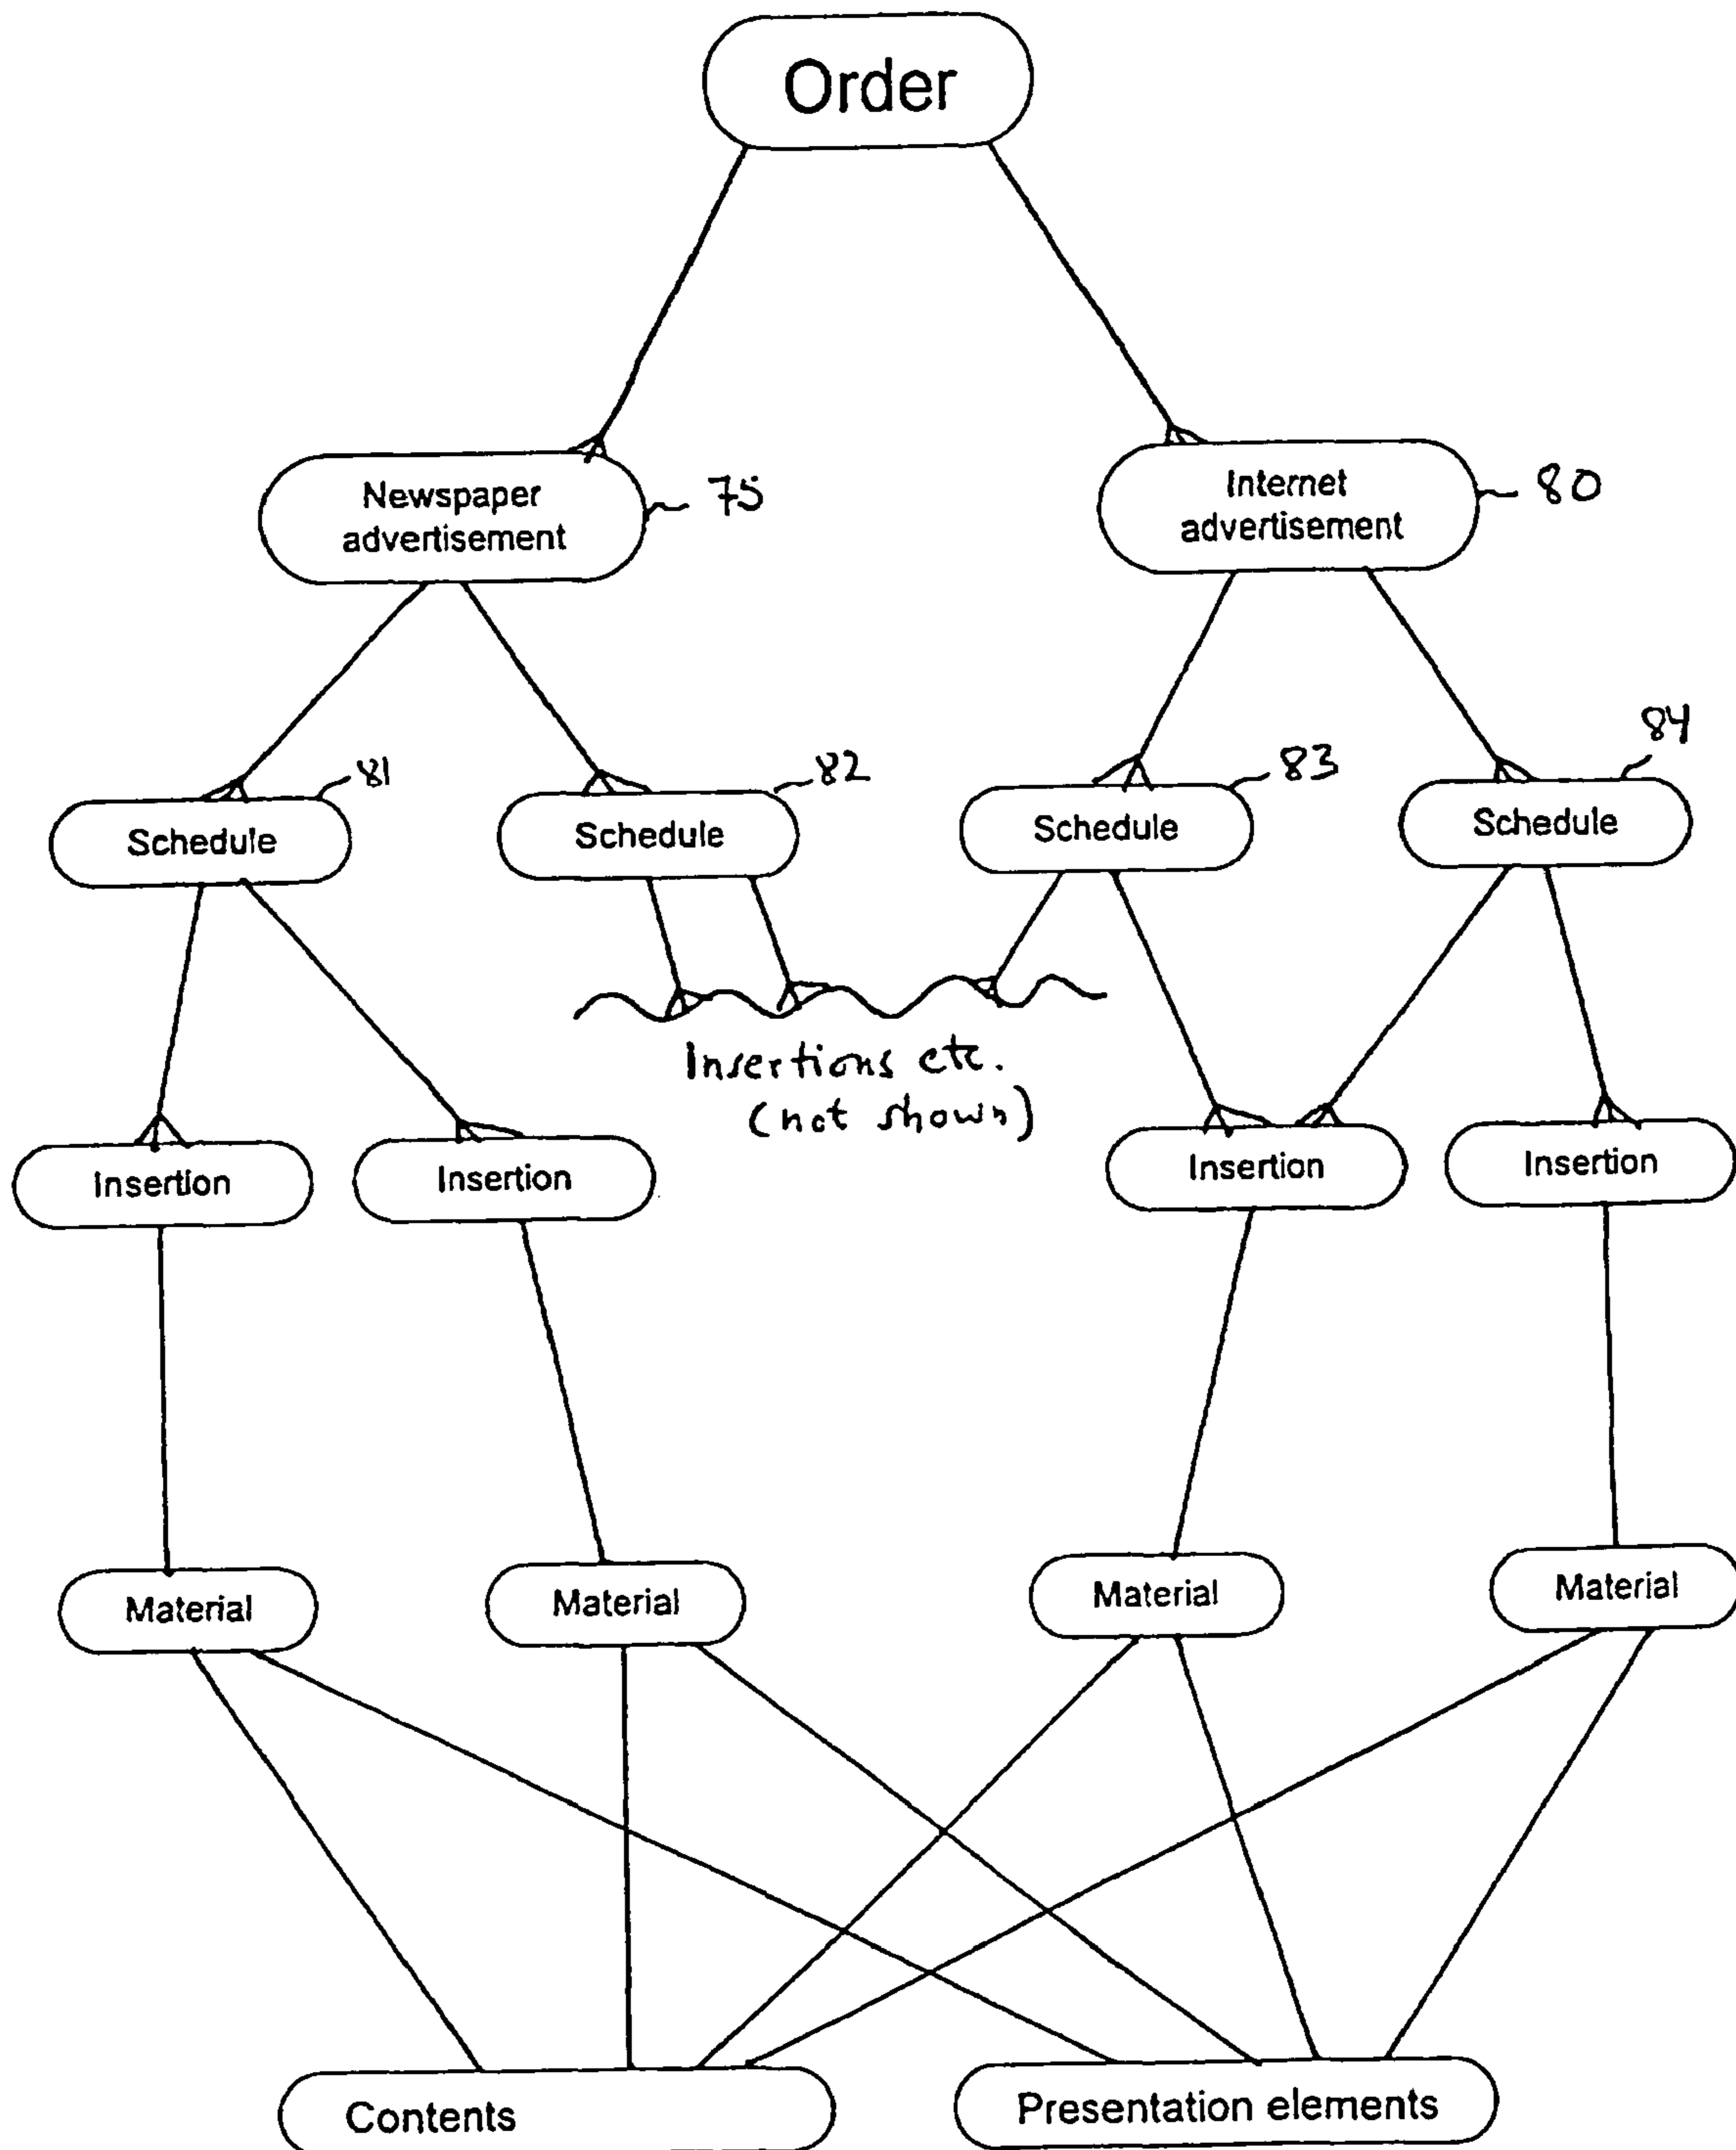 Order
Newspaper
advertisement
75
Internet
advertisement
80
81
82
83
84
Schedule
Schedule
Schedule
Schedule
Insertions etc.
(not shown)
Insertion
Insertion
Insertion
Insertion
Material
Material
Material
Material
Contents
Presentation elements